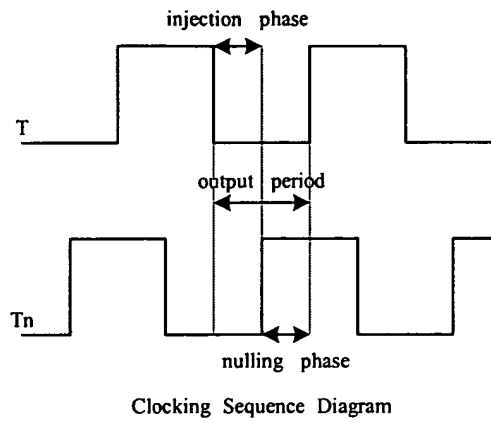 injection phase
T
output period
Tn
nulling phase
Clocking Sequence Diagram